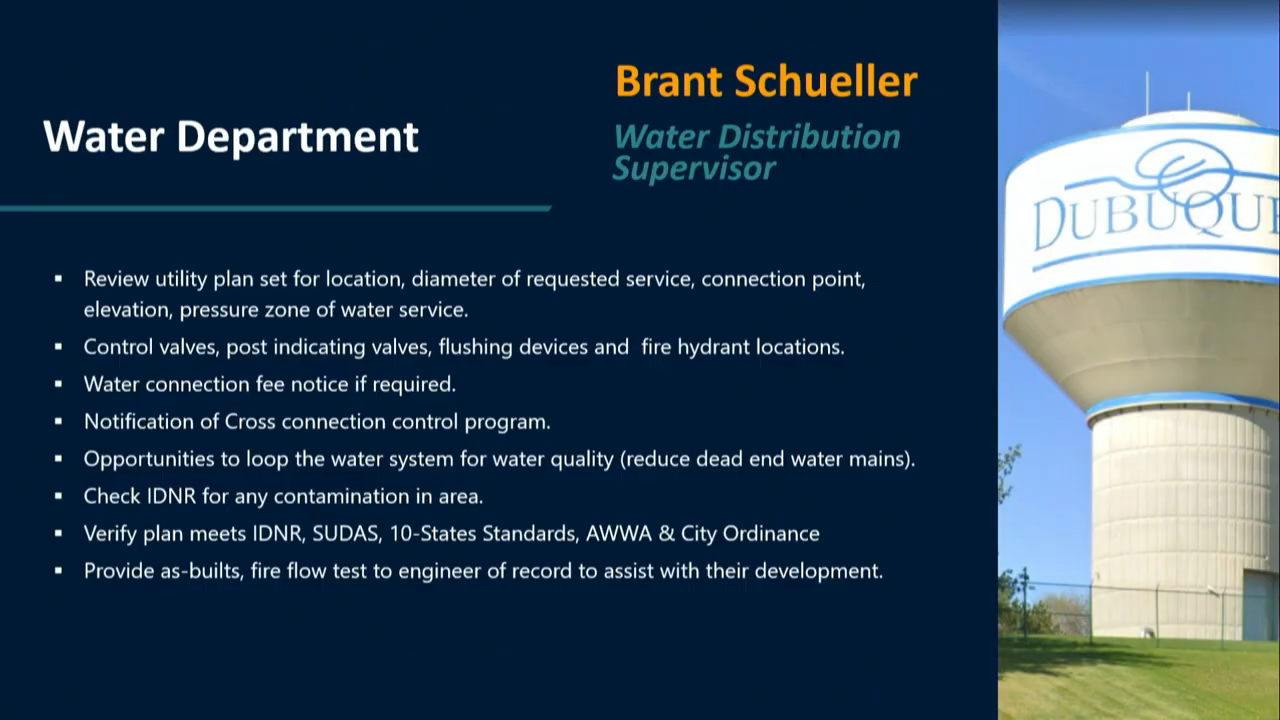 Brant Schueller
Water Department
Water Distribution
Supervisor
▪ Review utility plan set for location, diameter of requested service, connection point,
elevation, pressure zone of water service.
▪ Control valves, post indicating valves, flushing devices and  fire hydrant locations.
▪ Water connection fee notice if required.
▪ Notification of Cross connection control program.
▪ Opportunities to loop the water system for water quality (reduce dead end water mains).
▪ Check IDNR for any contamination in area.
▪ Verify plan meets IDNR, SUDAS, 10-States Standards, AWWA & City Ordinance
▪ Provide as-builts, fire flow test to engineer of record to assist with their development.
DUBUQUE